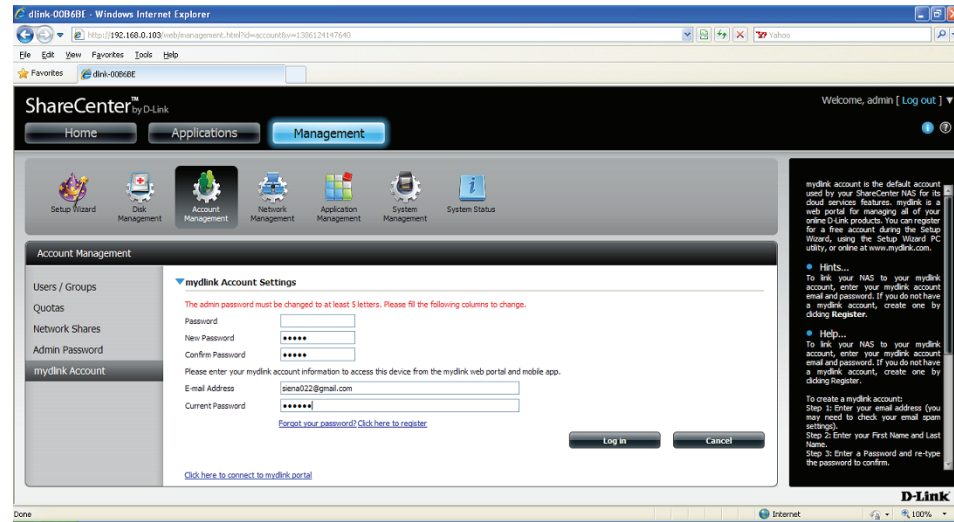 dlink-00B6BE - Windows Internet Explorer
http://192.168.0.103/web/management.html?id=account&v=1386124147640
Yahoo
File Edit View Favorites Tools Help
Favorites dlink-00B6BE
ShareCenter™ by D-Link
Welcome, admin [ Log out ]
Home Applications Management
Setup Wizard
Disk Management
Account Management
Network Management
Application Management
System Management
System Status
Account Management
Users / Groups
Quotas
Network Shares
Admin Password
mydlink Account
mydlink Account Settings
The admin password must be changed to at least 5 letters. Please fill the following columns to change.
Password
New Password •••••
Confirm Password •••••
Please enter your mydlink account information to access this device from the mydlink web portal and mobile app.
E-mail Address siena022@gmail.com
Current Password ••••••
Forgot your password? Click here to register
Log in Cancel
Click here to connect to mydlink portal
mydlink account is the default account
used by your ShareCenter NAS for its
cloud services features. mydlink is a
web portal for managing all of your
online D-Link products. You can register
for a free account during the Setup
Wizard, using the Setup Wizard PC
utility, or online at www.mydlink.com.
Hints...
To link your NAS to your mydlink
account, enter your mydlink account
email and password. If you do not have
a mydlink account, create one by
clicking Register.
Help...
To link your NAS to your mydlink
account, enter your mydlink account
email and password. If you do not have
a mydlink account, create one by
clicking Register.
To create a mydlink account:
Step 1: Enter your email address (you
may need to check your email spam
settings).
Step 2: Enter your First Name and Last
Name.
Step 3: Enter a Password and re-type
the password to confirm.
D-Link
Done Internet 100%